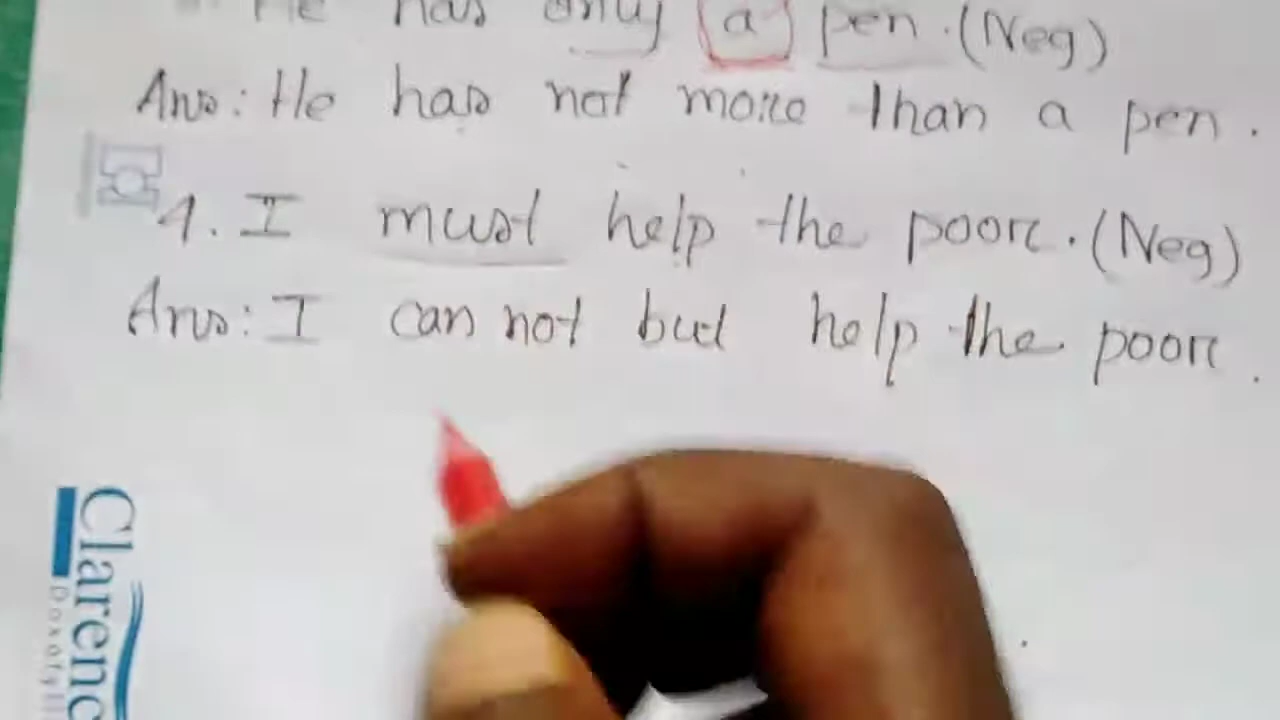 He has only a pen. (Neg)
Ans: He has not more than a pen.
4. I must help the poor. (Neg)
Ans: I can not but help the poor.
Clarenc
Doxofyl